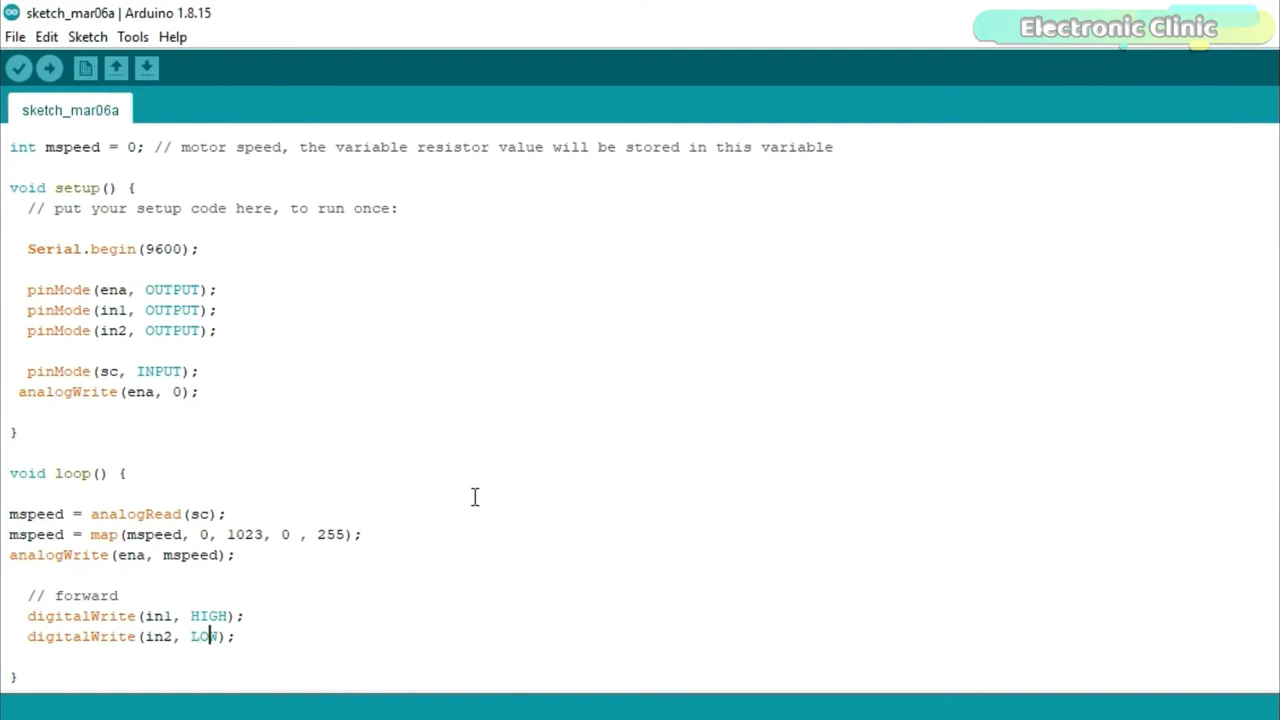 sketch_mar06a | Arduino 1.8.15
Electronic Clinic
File Edit Sketch Tools Help
sketch_mar06a
int mspeed = 0; // motor speed, the variable resistor value will be stored in this variable
void setup() {
// put your setup code here, to run once:
Serial.begin(9600);
pinMode(ena, OUTPUT);
pinMode(in1, OUTPUT);
pinMode(in2, OUTPUT);
pinMode(sc, INPUT);
analogWrite(ena, 0);
}
void loop() {
mspeed = analogRead(sc);
mspeed = map(mspeed, 0, 1023, 0 , 255);
analogWrite(ena, mspeed);
// forward
digitalWrite(in1, HIGH);
digitalWrite(in2, LOW);
}